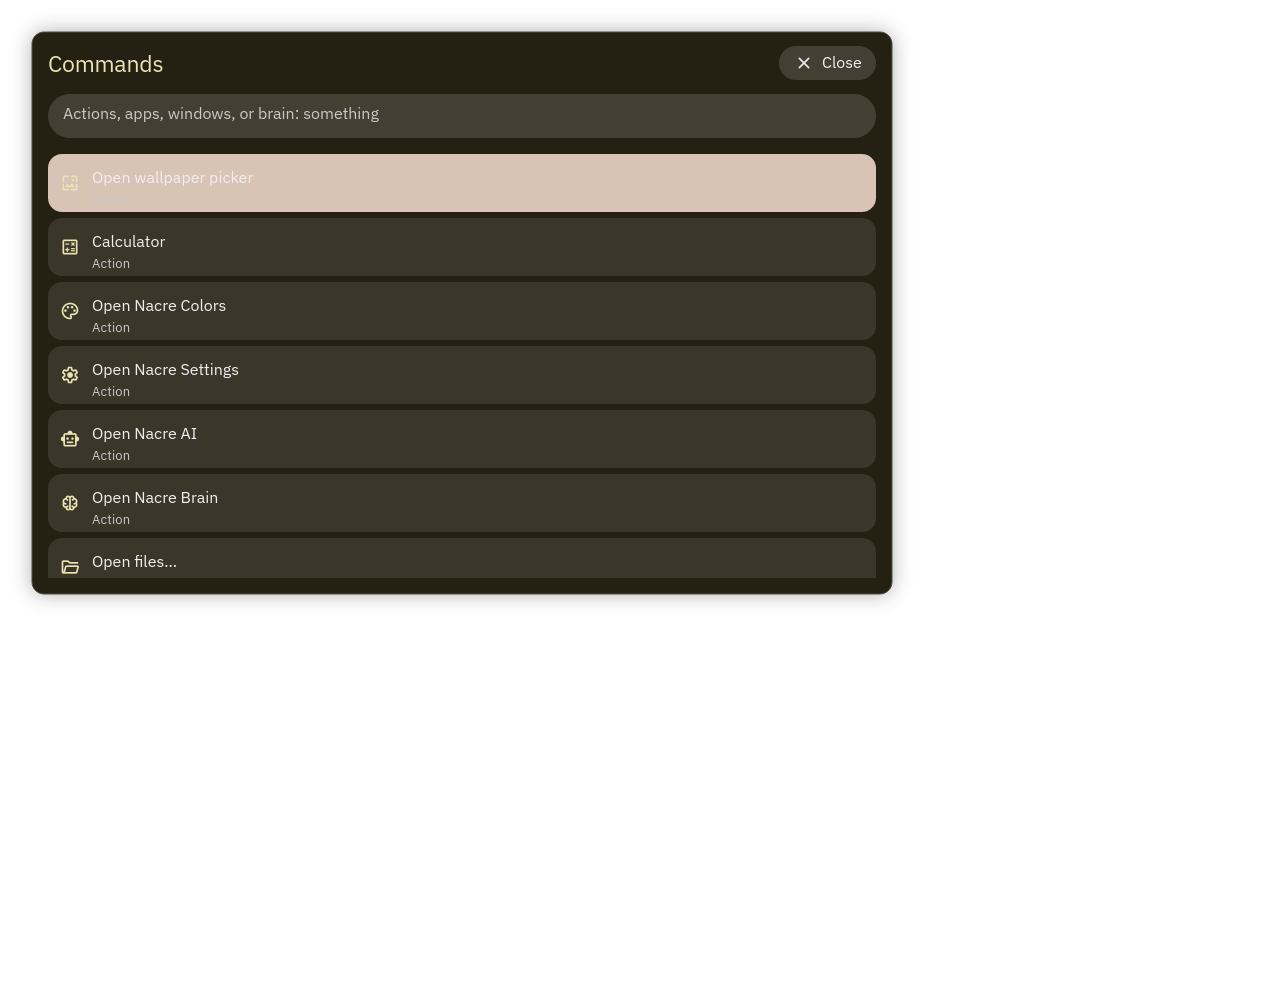 Commands
Close
Actions, apps, windows, or brain: something
Open wallpaper picker
Calculator
Action
Open Nacre Colors
Action
Open Nacre Settings
Action
Open Nacre AI
Action
Open Nacre Brain
Action
Open files...